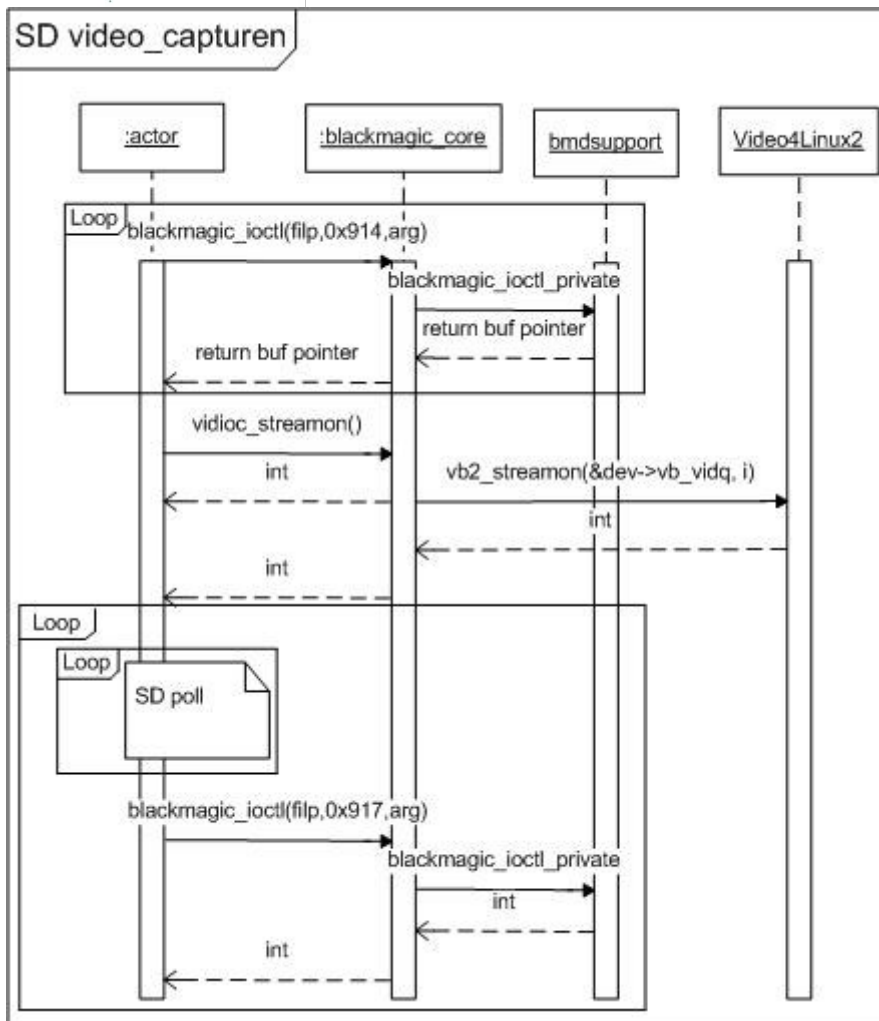 SD video_capturen
:actor
:blackmagic_core
bmdsupport
Video4Linux2
Loop
blackmagic_ioctl(filp,0x914,arg)
blackmagic_ioctl_private
return buf pointer
return buf pointer
vidioc_streamon()
int
vb2_streamon(&dev->vb_vidq, i)
int
int
Loop
Loop
SD poll
blackmagic_ioctl(filp,0x917,arg)
blackmagic_ioctl_private
int
int